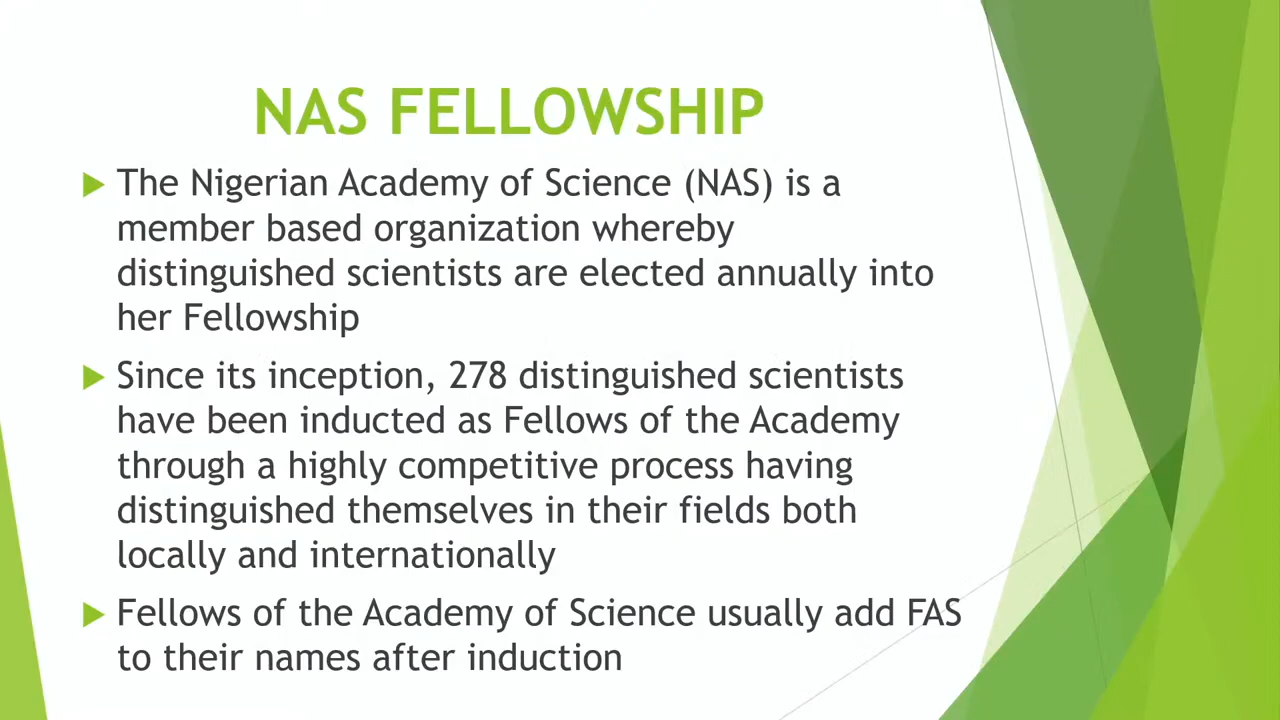 NAS FELLOWSHIP
The Nigerian Academy of Science (NAS) is a
member based organization whereby
distinguished scientists are elected annually into
her Fellowship
Since its inception, 278 distinguished scientists
have been inducted as Fellows of the Academy
through a highly competitive process having
distinguished themselves in their fields both
locally and internationally
Fellows of the Academy of Science usually add FAS
to their names after induction